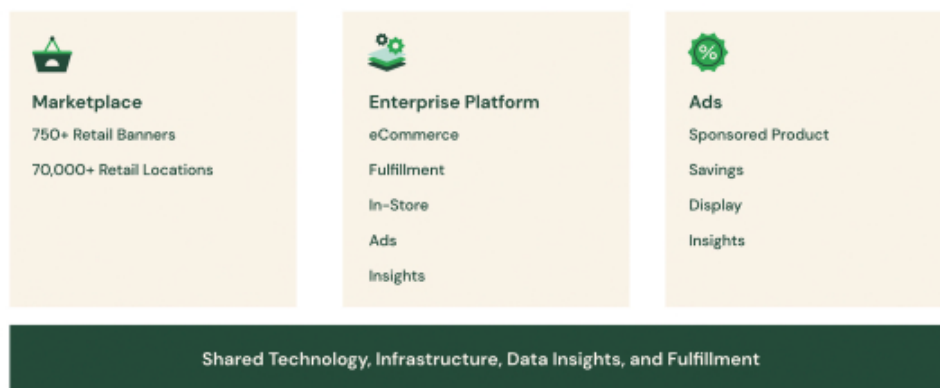 Marketplace
750+ Retail Banners
70,000+ Retail Locations
Enterprise Platform
eCommerce
Fulfillment
In-Store
Ads
Insights
%
Ads
Sponsored Product
Savings
Display
Insights
Shared Technology, Infrastructure, Data Insights, and Fulfillment